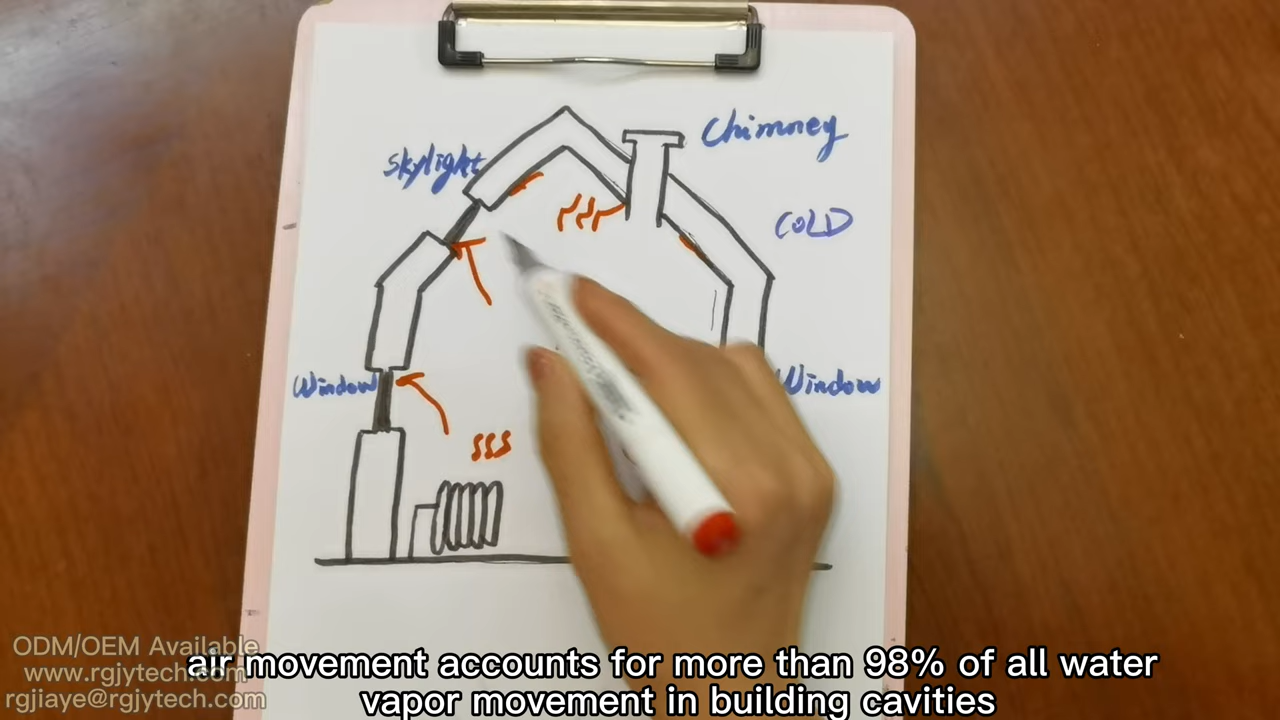 Chimney
Skylight
COLD
Window
Window
ODM/OEM Available
www.rgjytech.com
rgjiaye@rgjytech.com
air movement accounts for more than 98% of all water
vapor movement in building cavities